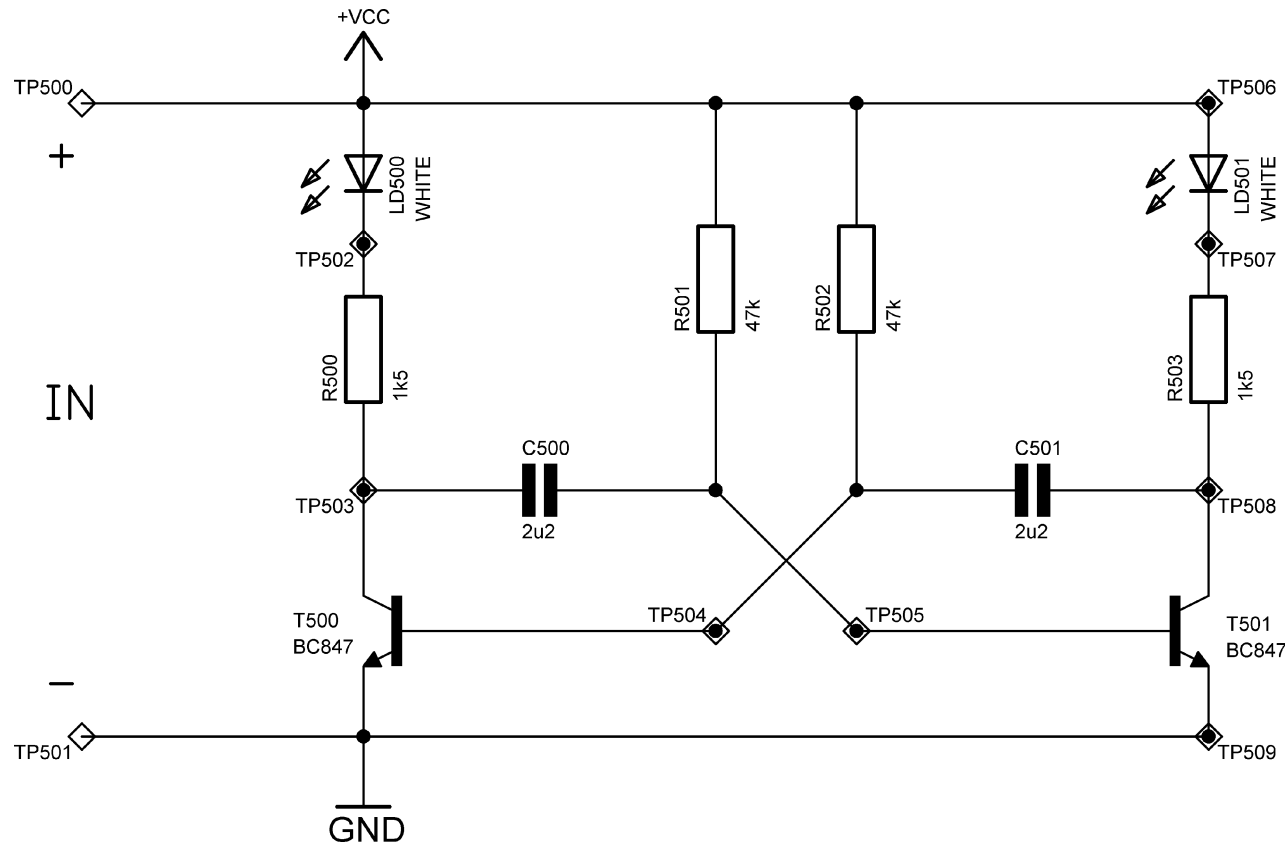 +VCC
TP500
TP506
+
LD500
WHITE
LD501
WHITE
TP502
TP507
R501
47k
R502
47k
R500
1k5
R503
1k5
IN
C500
2u2
C501
2u2
TP503
TP508
T500
BC847
TP504
TP505
T501
BC847
−
TP501
TP509
GND